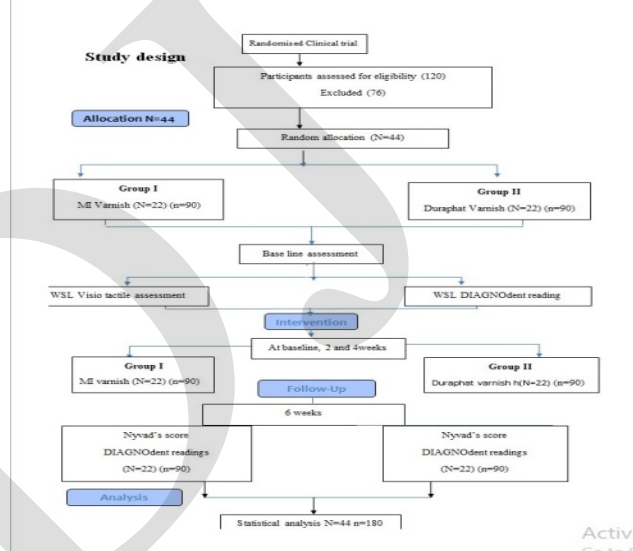 Study design
Randomised Clinical trial
Participants assessed for eligibility (120)
Excluded (76)
Allocation N=44
Random allocation (N=44)
Group I
MI Varnish (N=22) (n=90)
Group II
Duraphat Varnish (N=22) (n=90)
Base line assessment
WSL Visio tactile assessment
WSL DIAGNOdent reading
Intervention
At baseline, 2 and 4weeks
Group I
MI varnish (N=22) (n=90)
Group II
Duraphat varnish h(N=22) (n=90)
Follow-Up
6 weeks
Nyvad's score
DIAGNOdent readings
(N=22) (n=90)
Nyvad's score
DIAGNOdent readings
(N=22) (n=90)
Analysis
Statistical analysis N=44 n=180
Activ